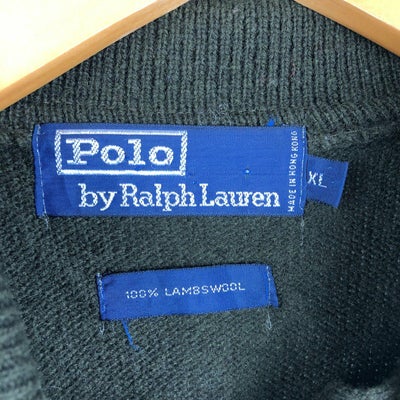 Polo
by Ralph Lauren
MADE IN HONG KONG
XL
100% LAMBSWOOL